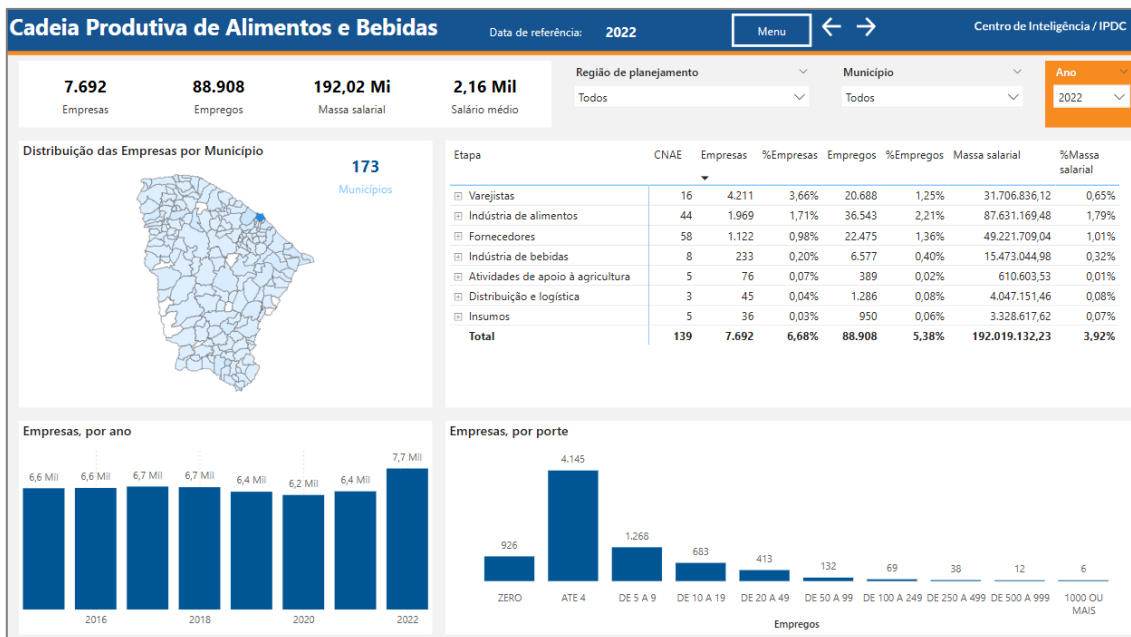 Cadeia Produtiva de Alimentos e Bebidas
Data de referência: 2022
Menu
Centro de Inteligência / IPDC
7.692 88.908 192,02 Mi 2,16 Mil
Empresas Empregos Massa salarial Salário médio
Região de planejamento
Todos
Município
Todos
Ano
2022
Distribuição das Empresas por Município
173
Municípios
Etapa CNAE Empresas %Empresas Empregos %Empregos Massa salarial %Massa salarial
Varejistas 16 4.211 3,66% 20.688 1,25% 31.706.836,12 0,65%
Indústria de alimentos 44 1.969 1,71% 36.543 2,21% 87.631.169,48 1,79%
Fornecedores 58 1.122 0,98% 22.475 1,36% 49.221.709,04 1,01%
Indústria de bebidas 8 233 0,20% 6.577 0,40% 15.473.044,98 0,32%
Atividades de apoio à agricultura 5 76 0,07% 389 0,02% 610.603,53 0,01%
Distribuição e logística 3 45 0,04% 1.286 0,08% 4.047.151,46 0,08%
Insumos 5 36 0,03% 950 0,06% 3.328.617,62 0,07%
Total 139 7.692 6,68% 88.908 5,38% 192.019.132,23 3,92%
Empresas, por ano
6,6 Mil 6,6 Mil 6,7 Mil 6,7 Mil 6,4 Mil 6,2 Mil 6,4 Mil 7,7 Mil
2016 2018 2020 2022
Empresas, por porte
926 4.145 1.268 683 413 132 69 38 12 6
ZERO ATE 4 DE 5 A 9 DE 10 A 19 DE 20 A 49 DE 50 A 99 DE 100 A 249 DE 250 A 499 DE 500 A 999 1000 OU MAIS
Empregos